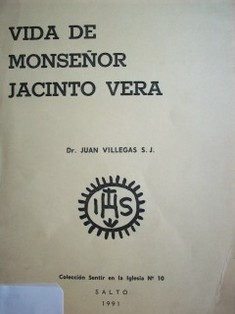 VIDA DE
MONSEÑOR
JACINTO VERA
Dr. JUAN VILLEGAS S. J.
IHS
Colección Sentir en la Iglesia Nº 10
SALTO
1991